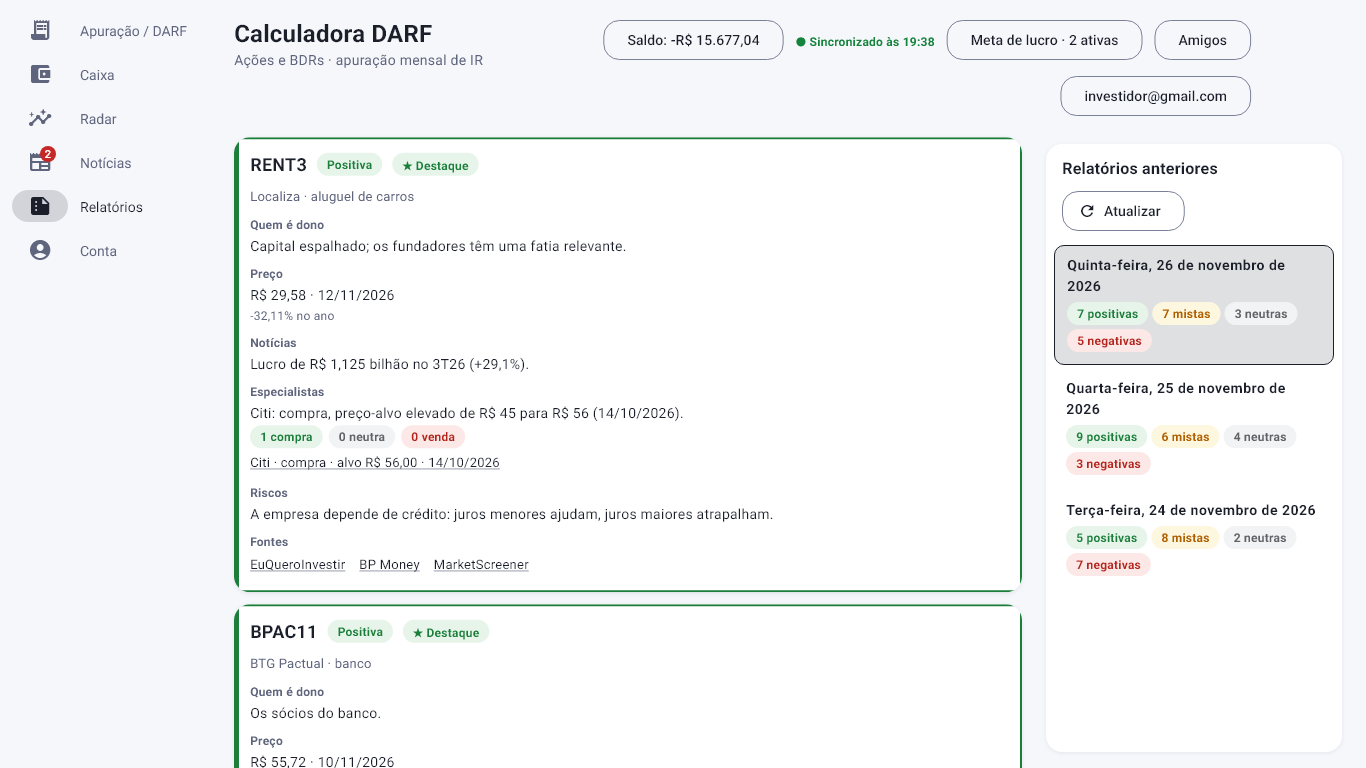 Apuração / DARF
Caixa
Radar
2
Notícias
Relatórios
Conta
Calculadora DARF
Ações e BDRs · apuração mensal de IR
Saldo: -R$ 15.677,04
Sincronizado às 19:38
Meta de lucro · 2 ativas
Amigos
investidor@gmail.com
RENT3 Positiva ★ Destaque
Localiza · aluguel de carros
Quem é dono
Capital espalhado; os fundadores têm uma fatia relevante.
Preço
R$ 29,58 · 12/11/2026
-32,11% no ano
Notícias
Lucro de R$ 1,125 bilhão no 3T26 (+29,1%).
Especialistas
Citi: compra, preço-alvo elevado de R$ 45 para R$ 56 (14/10/2026).
1 compra 0 neutra 0 venda
Citi · compra · alvo R$ 56,00 · 14/10/2026
Riscos
A empresa depende de crédito: juros menores ajudam, juros maiores atrapalham.
Fontes
EuQueroInvestir BP Money MarketScreener
BPAC11 Positiva ★ Destaque
BTG Pactual · banco
Quem é dono
Os sócios do banco.
Preço
R$ 55,72 · 10/11/2026
Relatórios anteriores
Atualizar
Quinta-feira, 26 de novembro de
2026
7 positivas 7 mistas 3 neutras
5 negativas
Quarta-feira, 25 de novembro de
2026
9 positivas 6 mistas 4 neutras
3 negativas
Terça-feira, 24 de novembro de 2026
5 positivas 8 mistas 2 neutras
7 negativas